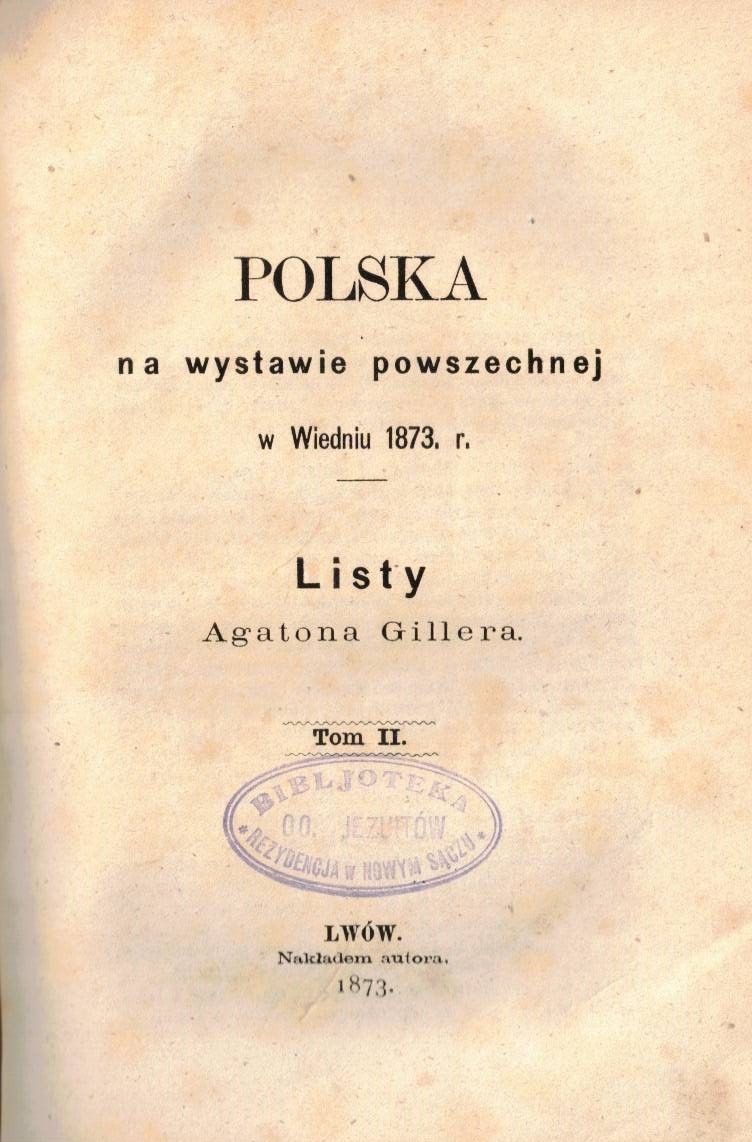 POLSKA
na wystawie powszechnej
w Wiedniu 1873. r.
Listy
Agatona Gillera.
Tom II.
BIBLJOTEKA
OO. JEZUITÓW
* REZYDENCJA w NOWYM SĄCZU *
LWÓW.
Nakładem autora.
1873.